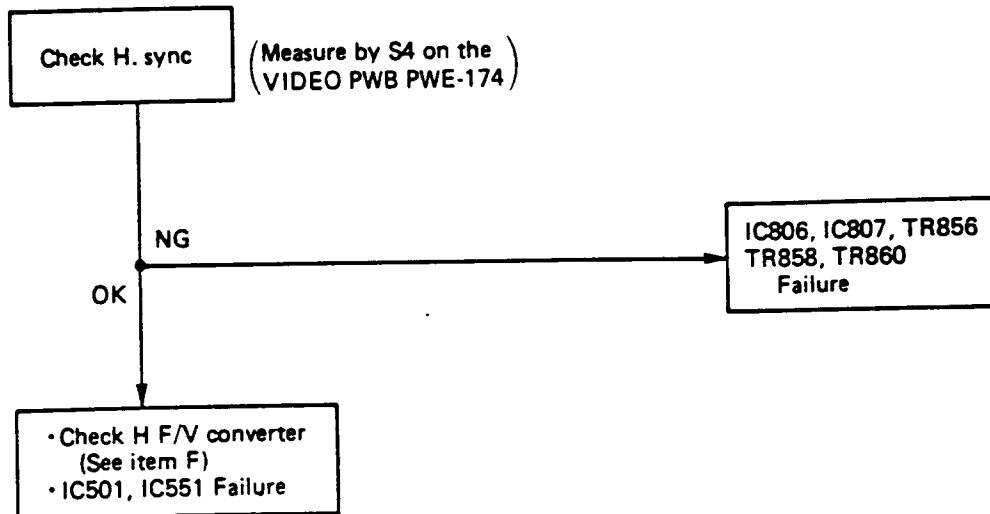 Check H. sync
(Measure by S4 on the
VIDEO PWB PWE-174)
NG
OK
IC806, IC807, TR856
TR858, TR860
Failure
・Check H F/V converter
(See item F)
・IC501, IC551 Failure